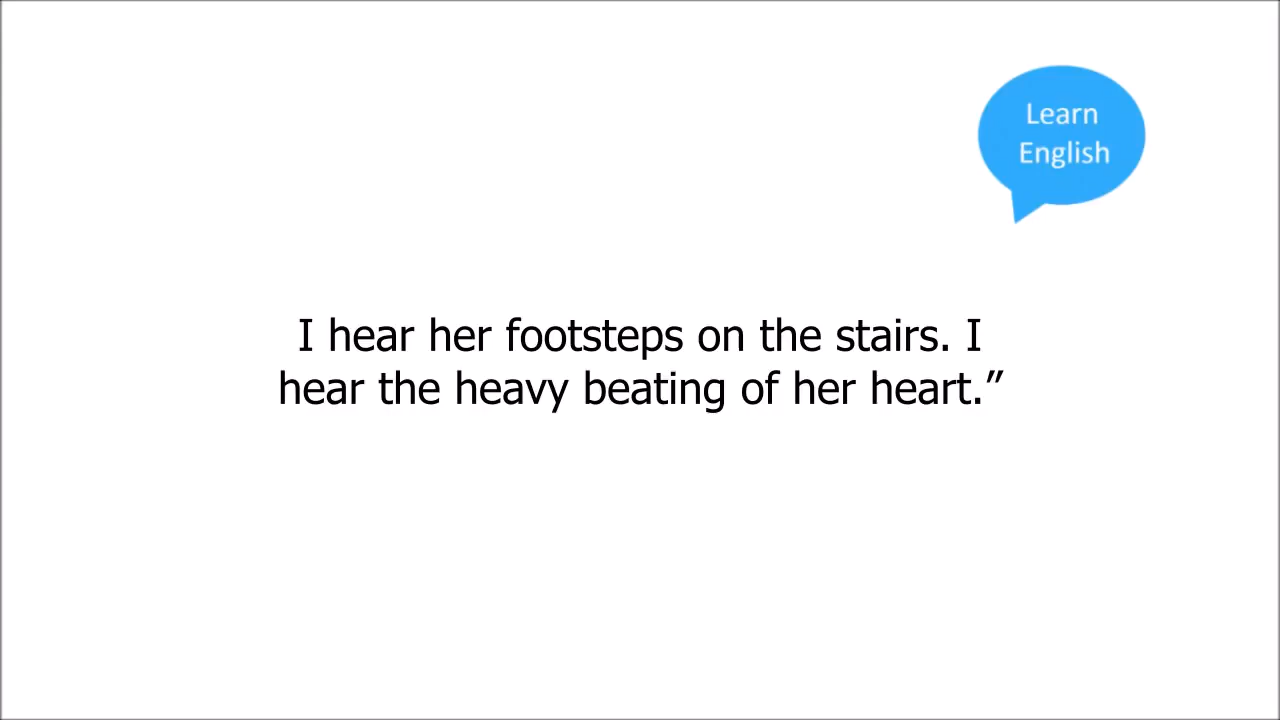 Learn
English
I hear her footsteps on the stairs. I
hear the heavy beating of her heart.”